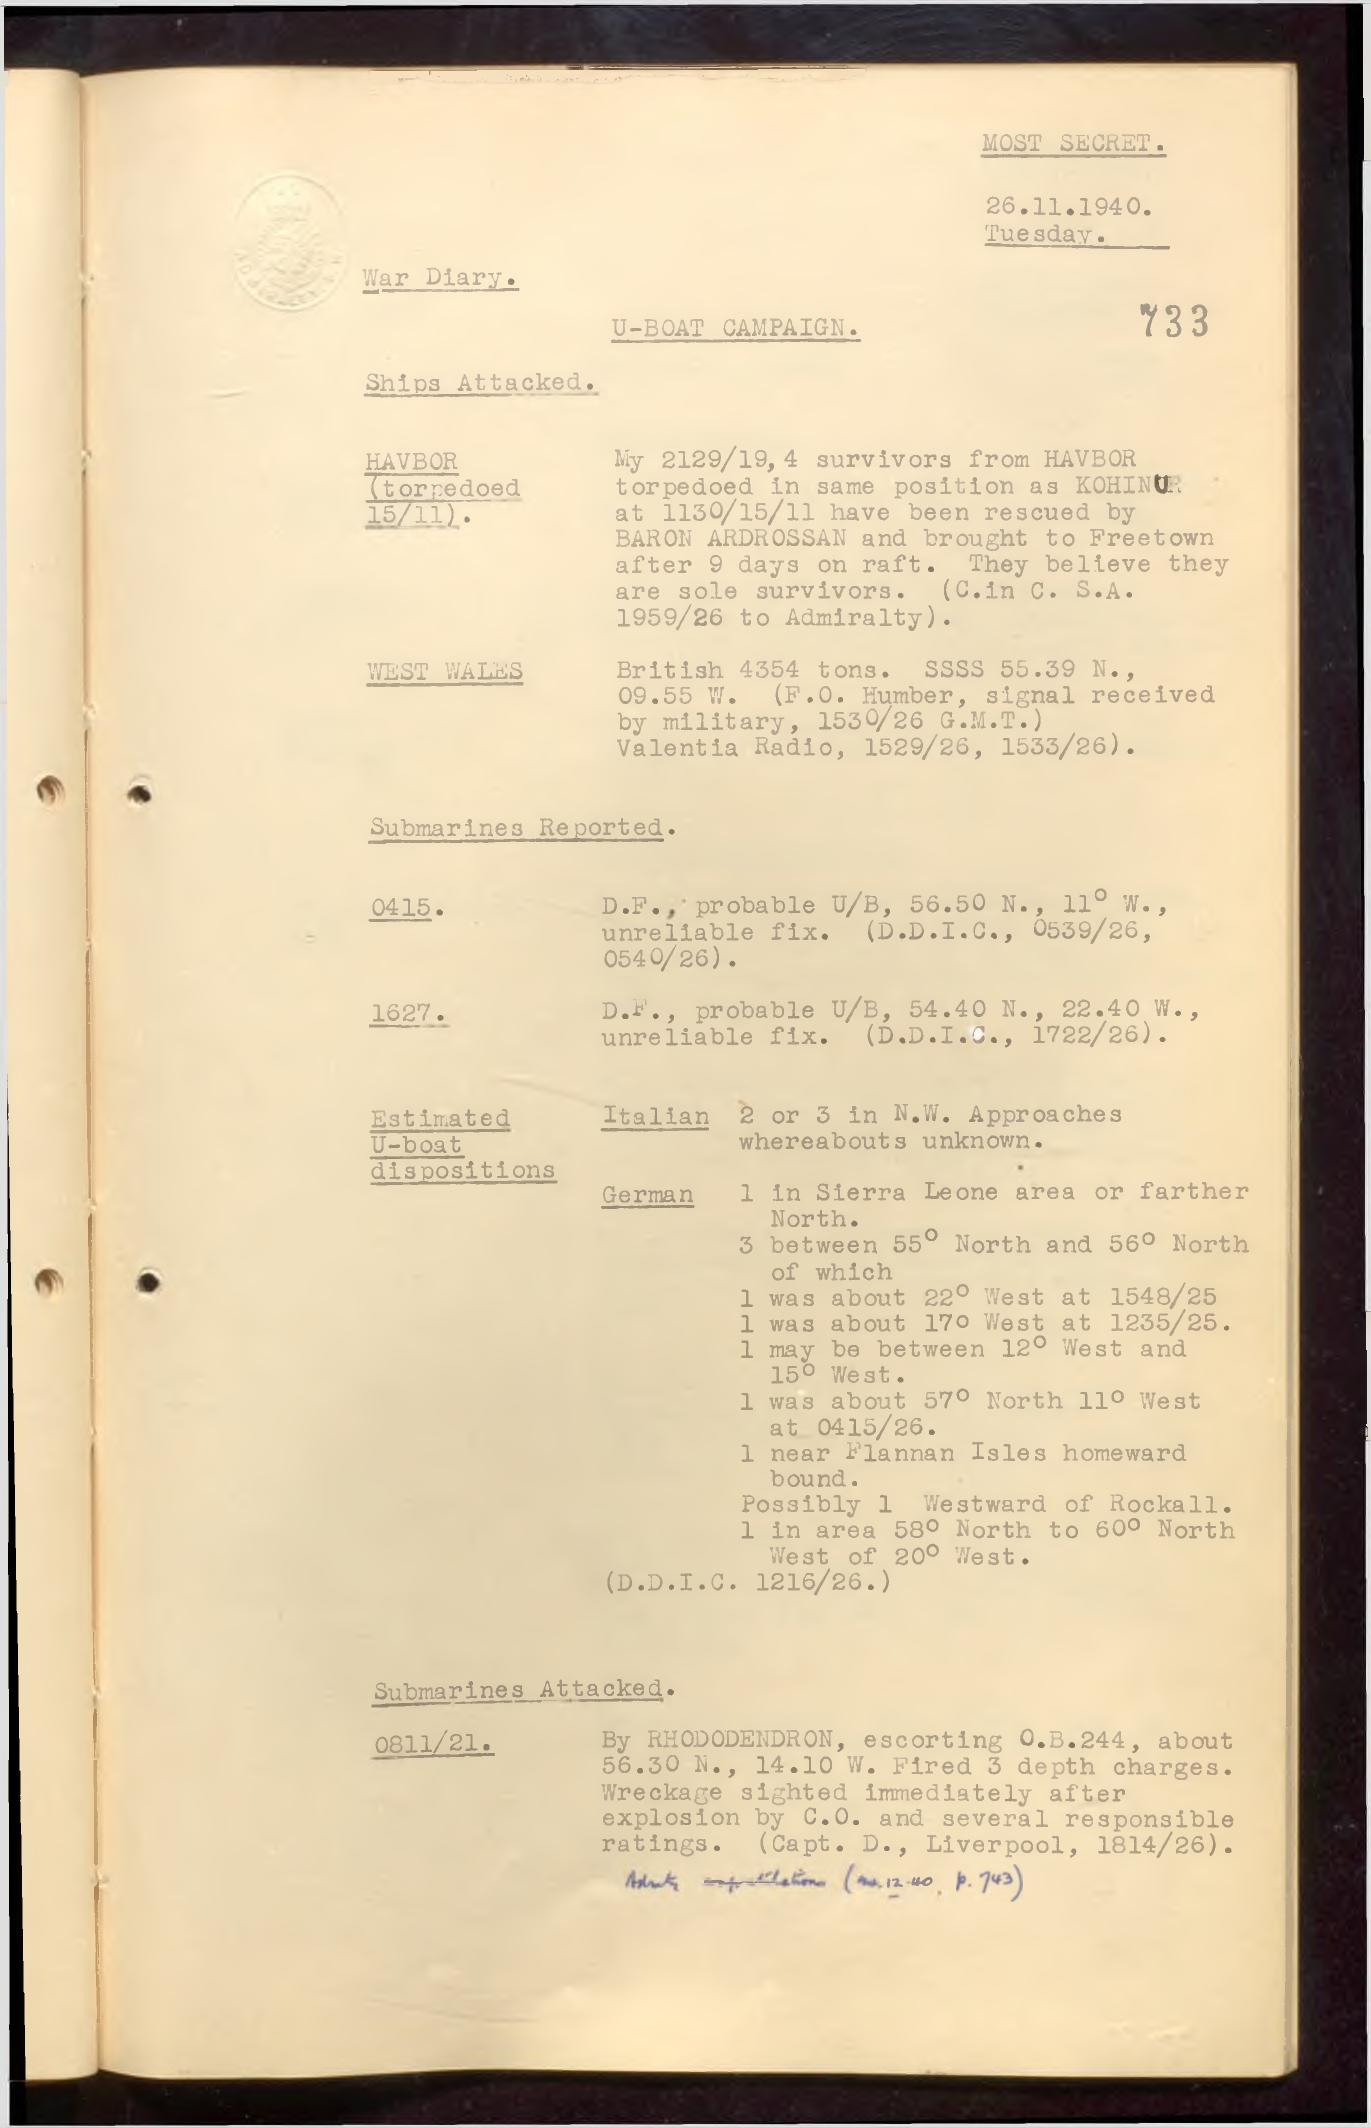 MOST SECRET.
26.11.1940.
Tuesday.
War Diary.
U-BOAT CAMPAIGN.
733
Ships Attacked.
HAVBOR
(torpedoed
15/11).
My 2129/19, 4 survivors from HAVBOR
torpedoed in same position as KOHINUR
at 1130/15/11 have been rescued by
BARON ARDROSSAN and brought to Freetown
after 9 days on raft. They believe they
are sole survivors. (C.in C. S.A.
1959/26 to Admiralty).
WEST WALES
British 4354 tons. SSSS 55.39 N.,
09.55 W. (F.O. Humber, signal received
by military, 1530/26 G.M.T.)
Valentia Radio, 1529/26, 1533/26).
Submarines Reported.
0415.
D.F., probable U/B, 56.50 N., 11° W.,
unreliable fix. (D.D.I.C., 0539/26,
0540/26).
1627.
D.F., probable U/B, 54.40 N., 22.40 W.,
unreliable fix. (D.D.I.C., 1722/26).
Estimated
U-boat
dispositions
Italian 2 or 3 in N.W. Approaches
whereabouts unknown.
German 1 in Sierra Leone area or farther
North.
3 between 55° North and 56° North
of which
1 was about 22° West at 1548/25
1 was about 17° West at 1235/25.
1 may be between 12° West and
15° West.
1 was about 57° North 11° West
at 0415/26.
1 near Flannan Isles homeward
bound.
Possibly 1 Westward of Rockall.
1 in area 58° North to 60° North
West of 20° West.
(D.D.I.C. 1216/26.)
Submarines Attacked.
0811/21.
By RHODODENDRON, escorting O.B.244, about
56.30 N., 14.10 W. Fired 3 depth charges.
Wreckage sighted immediately after
explosion by C.O. and several responsible
ratings. (Capt. D., Liverpool, 1814/26).
12.40. p. 743)